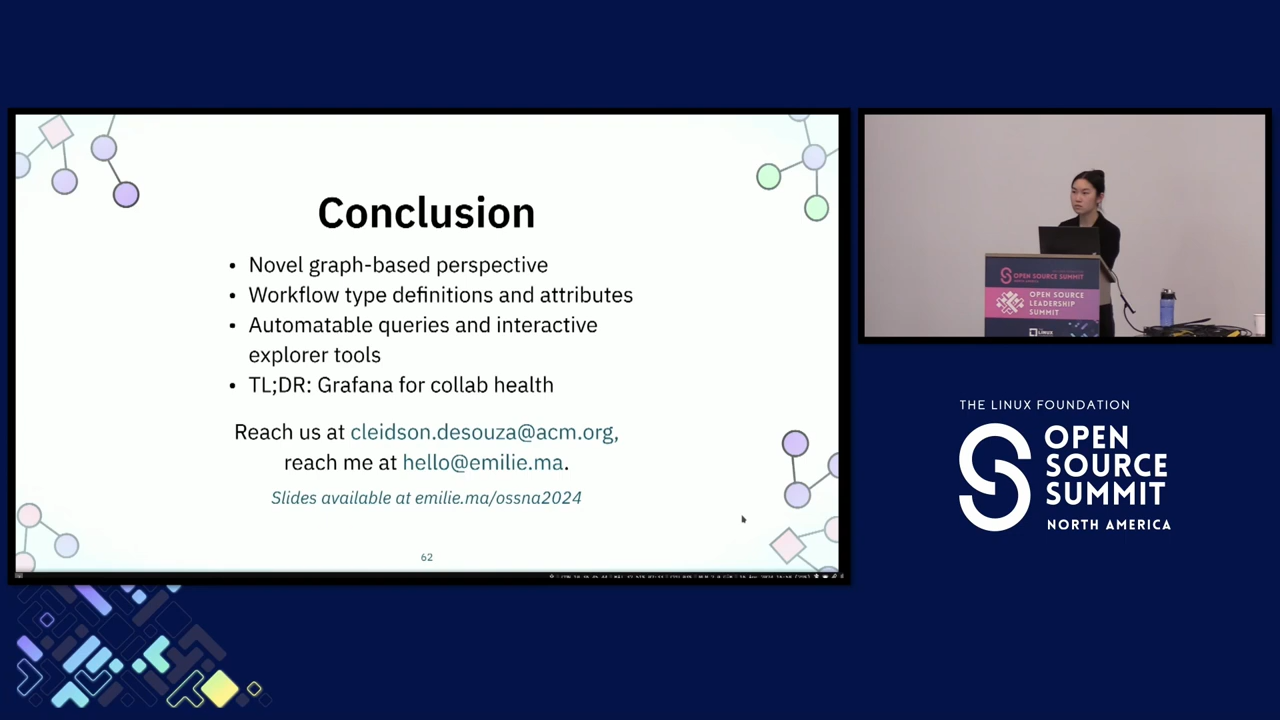 Conclusion
• Novel graph-based perspective
• Workflow type definitions and attributes
• Automatable queries and interactive
explorer tools
• TL;DR: Grafana for collab health
Reach us at cleidson.desouza@acm.org,
reach me at hello@emilie.ma.
Slides available at emilie.ma/ossna2024
62
OPEN SOURCE SUMMIT
OPEN SOURCE
LEADERSHIP
SUMMIT
THE LINUX FOUNDATION
OPEN
SOURCE
SUMMIT
NORTH AMERICA